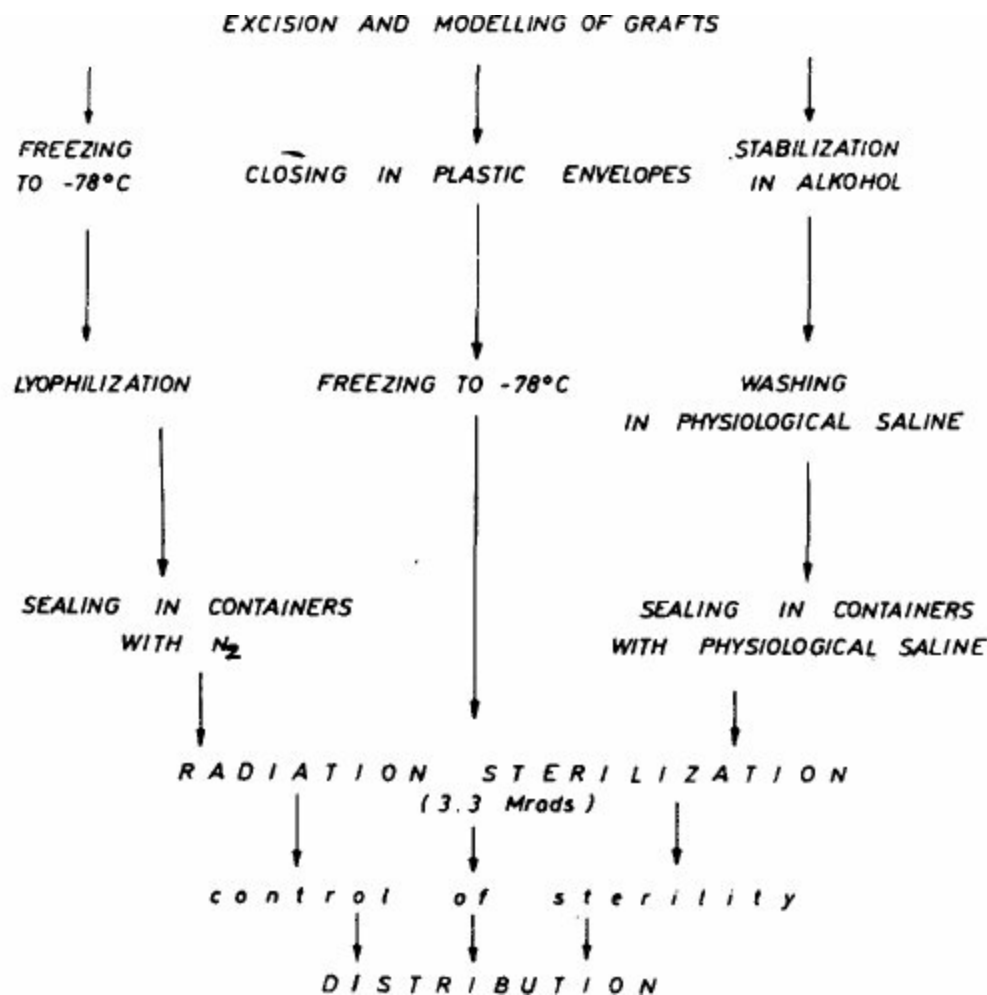 EXCISION AND MODELLING OF GRAFTS
FREEZING
TO -78°C
CLOSING IN PLASTIC ENVELOPES
STABILIZATION
IN ALKOHOL
LYOPHILIZATION
FREEZING TO -78°C
WASHING
IN PHYSIOLOGICAL SALINE
SEALING IN CONTAINERS
WITH N2
SEALING IN CONTAINERS
WITH PHYSIOLOGICAL SALINE
RADIATION STERILIZATION
(3.3 Mrads)
control of sterility
DISTRIBUTION